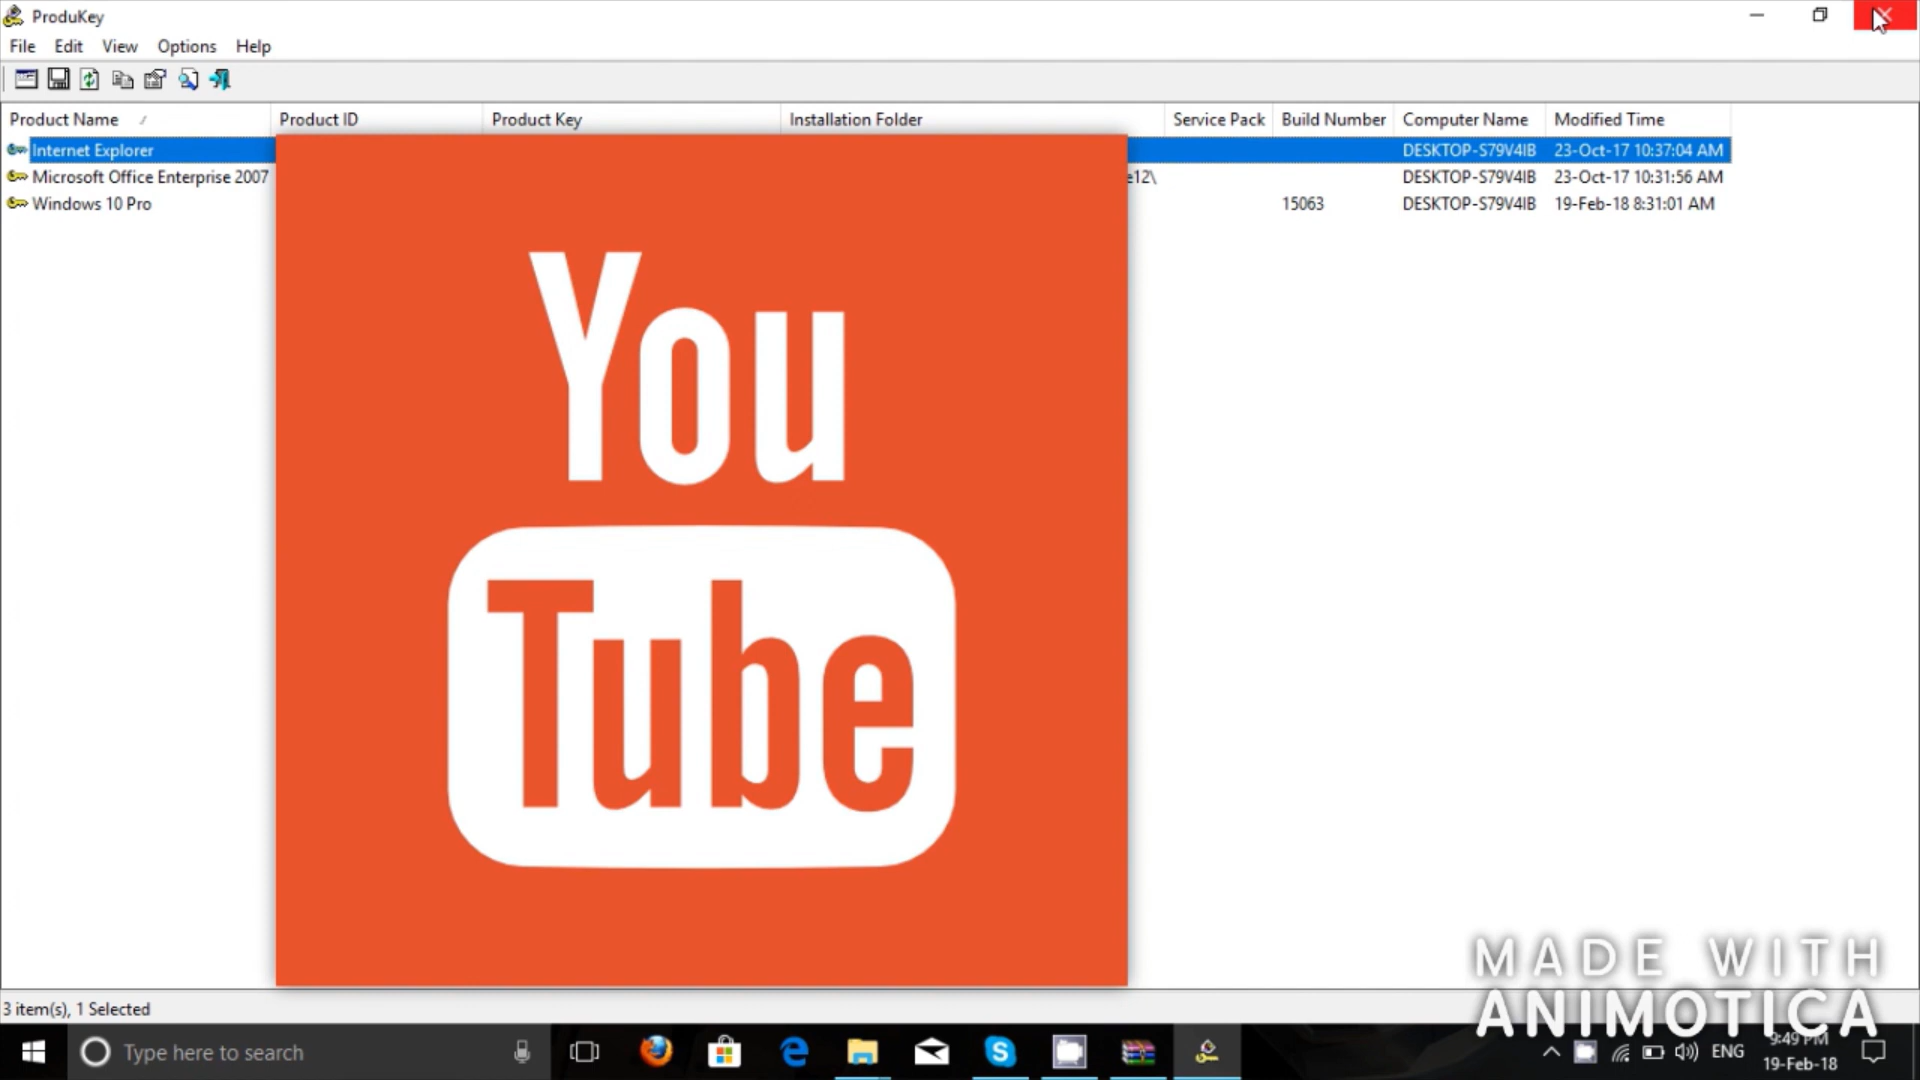 ProduKey
File Edit View Options Help
Product Name Product ID Product Key Installation Folder Service Pack Build Number Computer Name Modified Time
Internet Explorer DESKTOP-S79V4IB 23-Oct-17 10:37:04 AM
Microsoft Office Enterprise 2007 e12\ DESKTOP-S79V4IB 23-Oct-17 10:31:56 AM
Windows 10 Pro 15063 DESKTOP-S79V4IB 19-Feb-18 8:31:01 AM
You
Tube
MADE WITH
ANIMOTICA
3 item(s), 1 Selected
Type here to search
ENG
9:49 PM
19-Feb-18